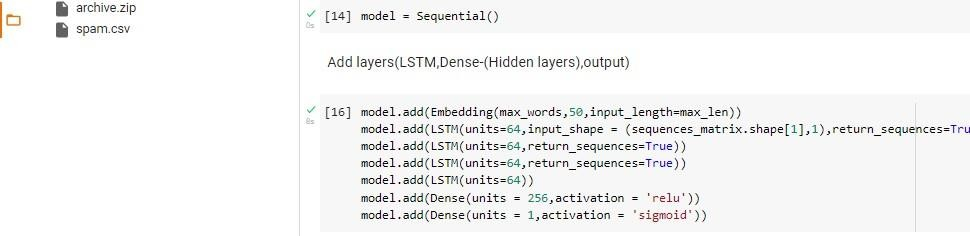 archive.zip
spam.csv
0s
[14] model = Sequential()
Add layers(LSTM,Dense-(Hidden layers),output)
8s
[16] model.add(Embedding(max_words,50,input_length=max_len))
model.add(LSTM(units=64,input_shape = (sequences_matrix.shape[1],1),return_sequences=Tru
model.add(LSTM(units=64,return_sequences=True))
model.add(LSTM(units=64,return_sequences=True))
model.add(LSTM(units=64))
model.add(Dense(units = 256,activation = 'relu'))
model.add(Dense(units = 1,activation = 'sigmoid'))